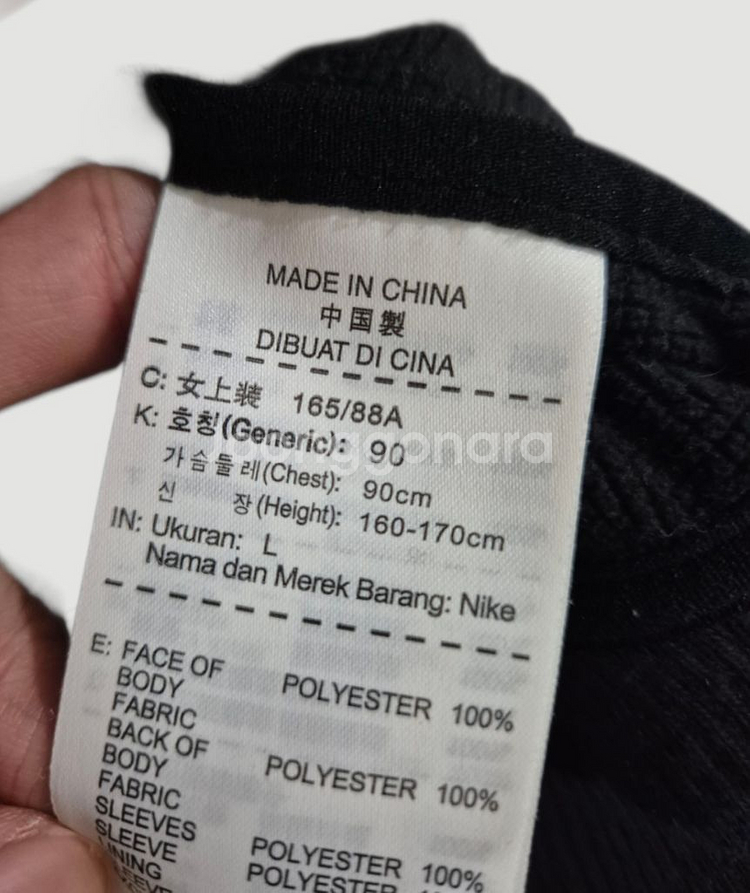 MADE IN CHINA
中国製
DIBUAT DI CINA
C: 女上装 165/88A
K: 호칭(Generic): 90
가슴둘레(Chest): 90cm
신 장(Height): 160-170cm
IN: Ukuran: L
Nama dan Merek Barang: Nike
E: FACE OF
BODY POLYESTER 100%
FABRIC
BACK OF
BODY POLYESTER 100%
FABRIC
SLEEVES POLYESTER 100%
SLEEVE POLYESTER